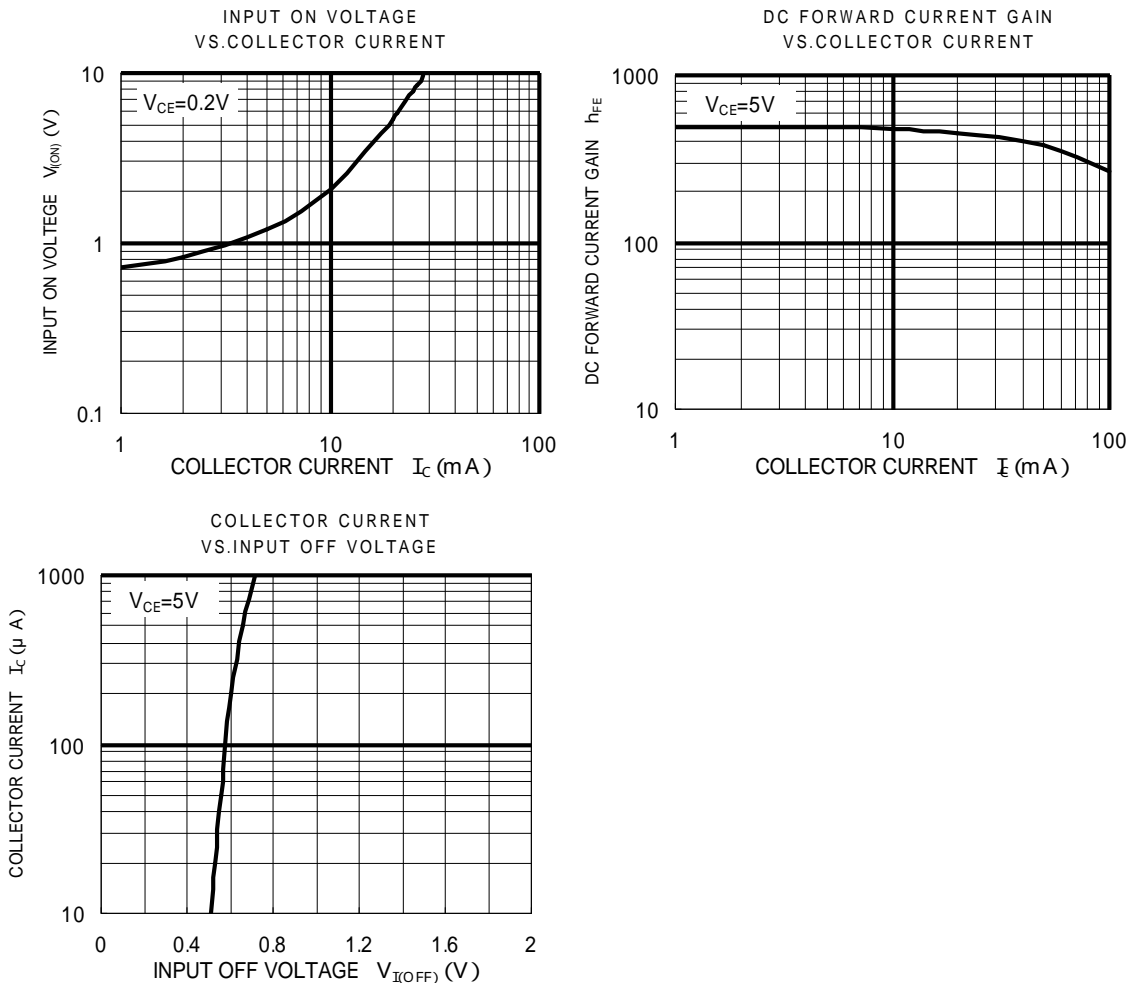 INPUT ON VOLTAGE
VS.COLLECTOR CURRENT
10
1
0.1
VCE=0.2V
INPUT ON VOLTEGE VI(ON) (V)
1 10 100
COLLECTOR CURRENT IC (mA)
DC FORWARD CURRENT GAIN
VS.COLLECTOR CURRENT
1000
100
10
VCE=5V
DC FORWARD CURRENT GAIN hFE
1 10 100
COLLECTOR CURRENT (mA)
COLLECTOR CURRENT
VS.INPUT OFF VOLTAGE
1000
100
10
VCE=5V
COLLECTOR CURRENT IC (μ A)
0 0.4 0.8 1.2 1.6 2
INPUT OFF VOLTAGE VI(OFF) (V)